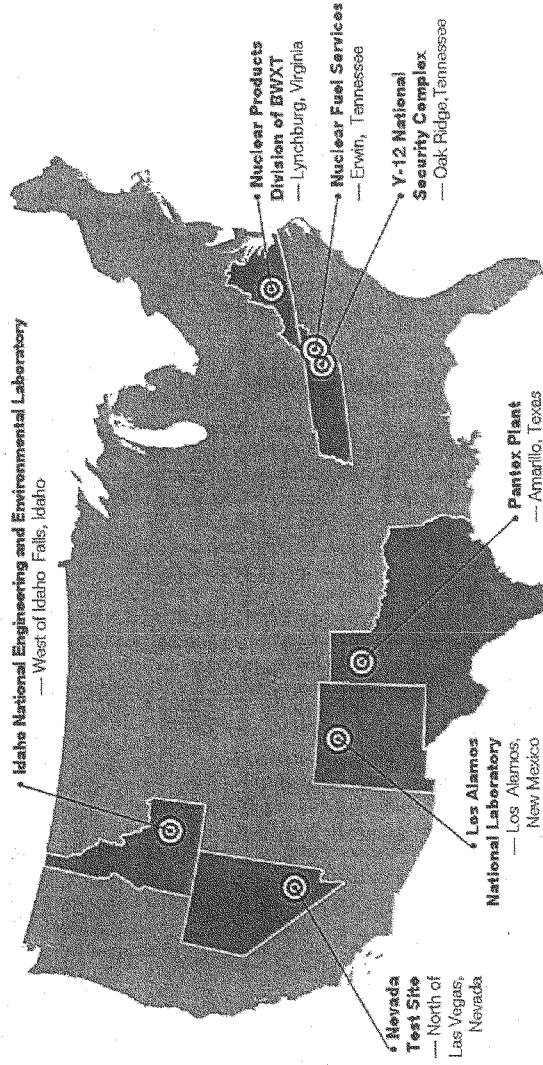 Idaho National Engineering and Environmental Laboratory
— West of Idaho Falls, Idaho
• Nuclear Products
Division of BWXT
— Lynchburg, Virginia
• Nuclear Fuel Services
— Erwin, Tennessee
• Y-12 National
Security Complex
— Oak Ridge, Tennessee
• Pantex Plant
— Amarillo, Texas
• Los Alamos
National Laboratory
— Los Alamos,
New Mexico
• Nevada
Test Site
— North of
Las Vegas,
Nevada